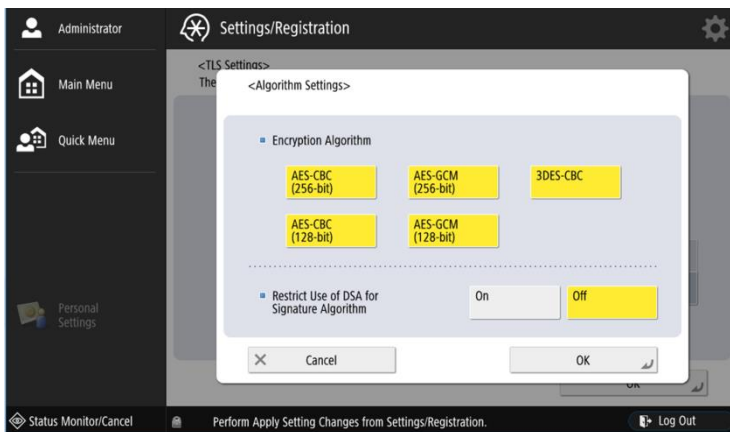 Administrator
Settings/Registration
<TLS Settings>
The
Main Menu
Quick Menu
<Algorithm Settings>
Encryption Algorithm
AES-CBC
(256-bit)
AES-GCM
(256-bit)
3DES-CBC
AES-CBC
(128-bit)
AES-GCM
(128-bit)
Restrict Use of DSA for
Signature Algorithm
On
Off
Personal
Settings
Cancel
OK
OK
Status Monitor/Cancel
Perform Apply Setting Changes from Settings/Registration.
Log Out